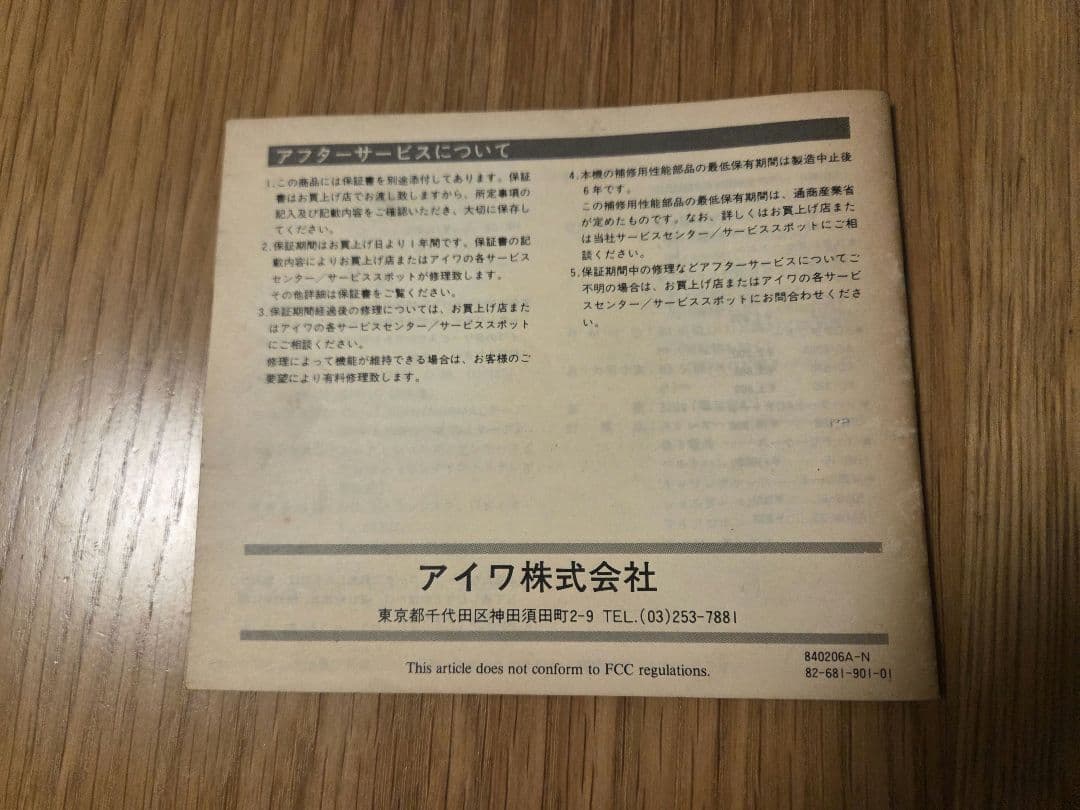 アフターサービスについて
1.この商品には保証書を別途添付してあります。保証
書はお買上げ店でお渡し致しますから、所定事項の
記入及び記載内容をご確認いただき、大切に保存し
てください。
2.保証期間はお買上げ日より1年間です。保証書の記
載内容によりお買上げ店またはアイワの各サービス
センター／サービススポットが修理致します。
その他詳細は保証書をご覧ください。
3.保証期間経過後の修理については、お買上げ店また
はアイワの各サービスセンター／サービススポット
にご相談ください。
修理によって機能が維持できる場合は、お客様のご
要望により有料修理致します。
4.本機の補修用性能部品の最低保有期間は製造中止後
6年です。
この補修用性能部品の最低保有期間は、通商産業省
が定めたものです。なお、詳しくはお買上げ店また
は当社サービスセンター／サービススポットにご相
談ください。
5.保証期間中の修理などアフターサービスについてご
不明の場合は、お買上げ店またはアイワの各サービ
スセンター／サービススポットにお問合わせくださ
い。
アイワ株式会社
東京都千代田区神田須田町2-9 TEL.(03)253-7881
This article does not conform to FCC regulations.
840206A-N
82-681-901-01